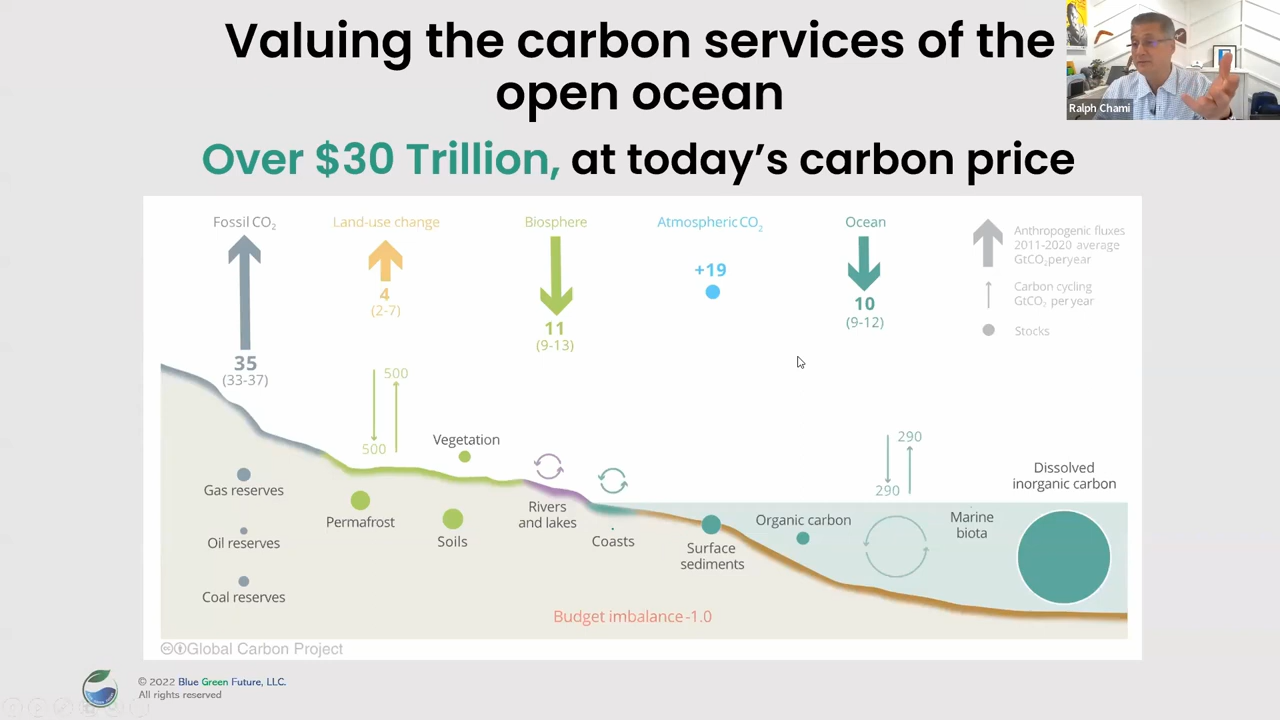 Valuing the carbon services of the
open ocean
Ralph Chami
Over $30 Trillion, at today's carbon price
Fossil CO₂
Land-use change
Biosphere
Atmospheric CO₂
Ocean
Anthropogenic fluxes
2011-2020 average
GtCO₂peryear
+19
4
(2-7)
Carbon cycling
GtCO₂ per year
10
(9-12)
11
(9-13)
Stocks
35
(33-37)
500
500
Vegetation
290
290
Dissolved
inorganic carbon
Gas reserves
Permafrost
Soils
Rivers
and lakes
Coasts
Organic carbon
Marine
biota
Oil reserves
Surface
sediments
Coal reserves
Budget imbalance -1.0
Global Carbon Project
© 2022 Blue Green Future, LLC.
All rights reserved